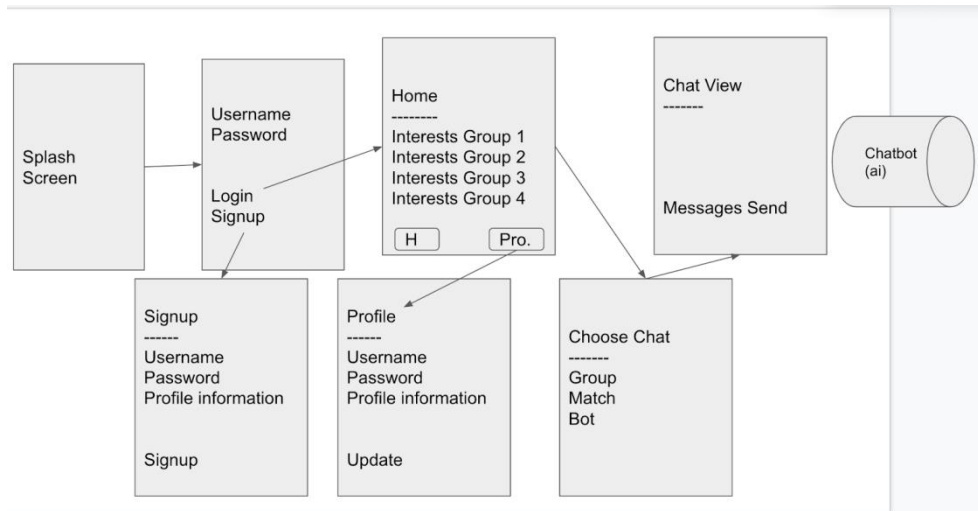 Splash
Screen
Username
Password
Login
Signup
Home
--------
Interests Group 1
Interests Group 2
Interests Group 3
Interests Group 4
H
Pro.
Chat View
-------
Messages Send
Chatbot
(ai)
Signup
------
Username
Password
Profile information
Signup
Profile
------
Username
Password
Profile information
Update
Choose Chat
-------
Group
Match
Bot